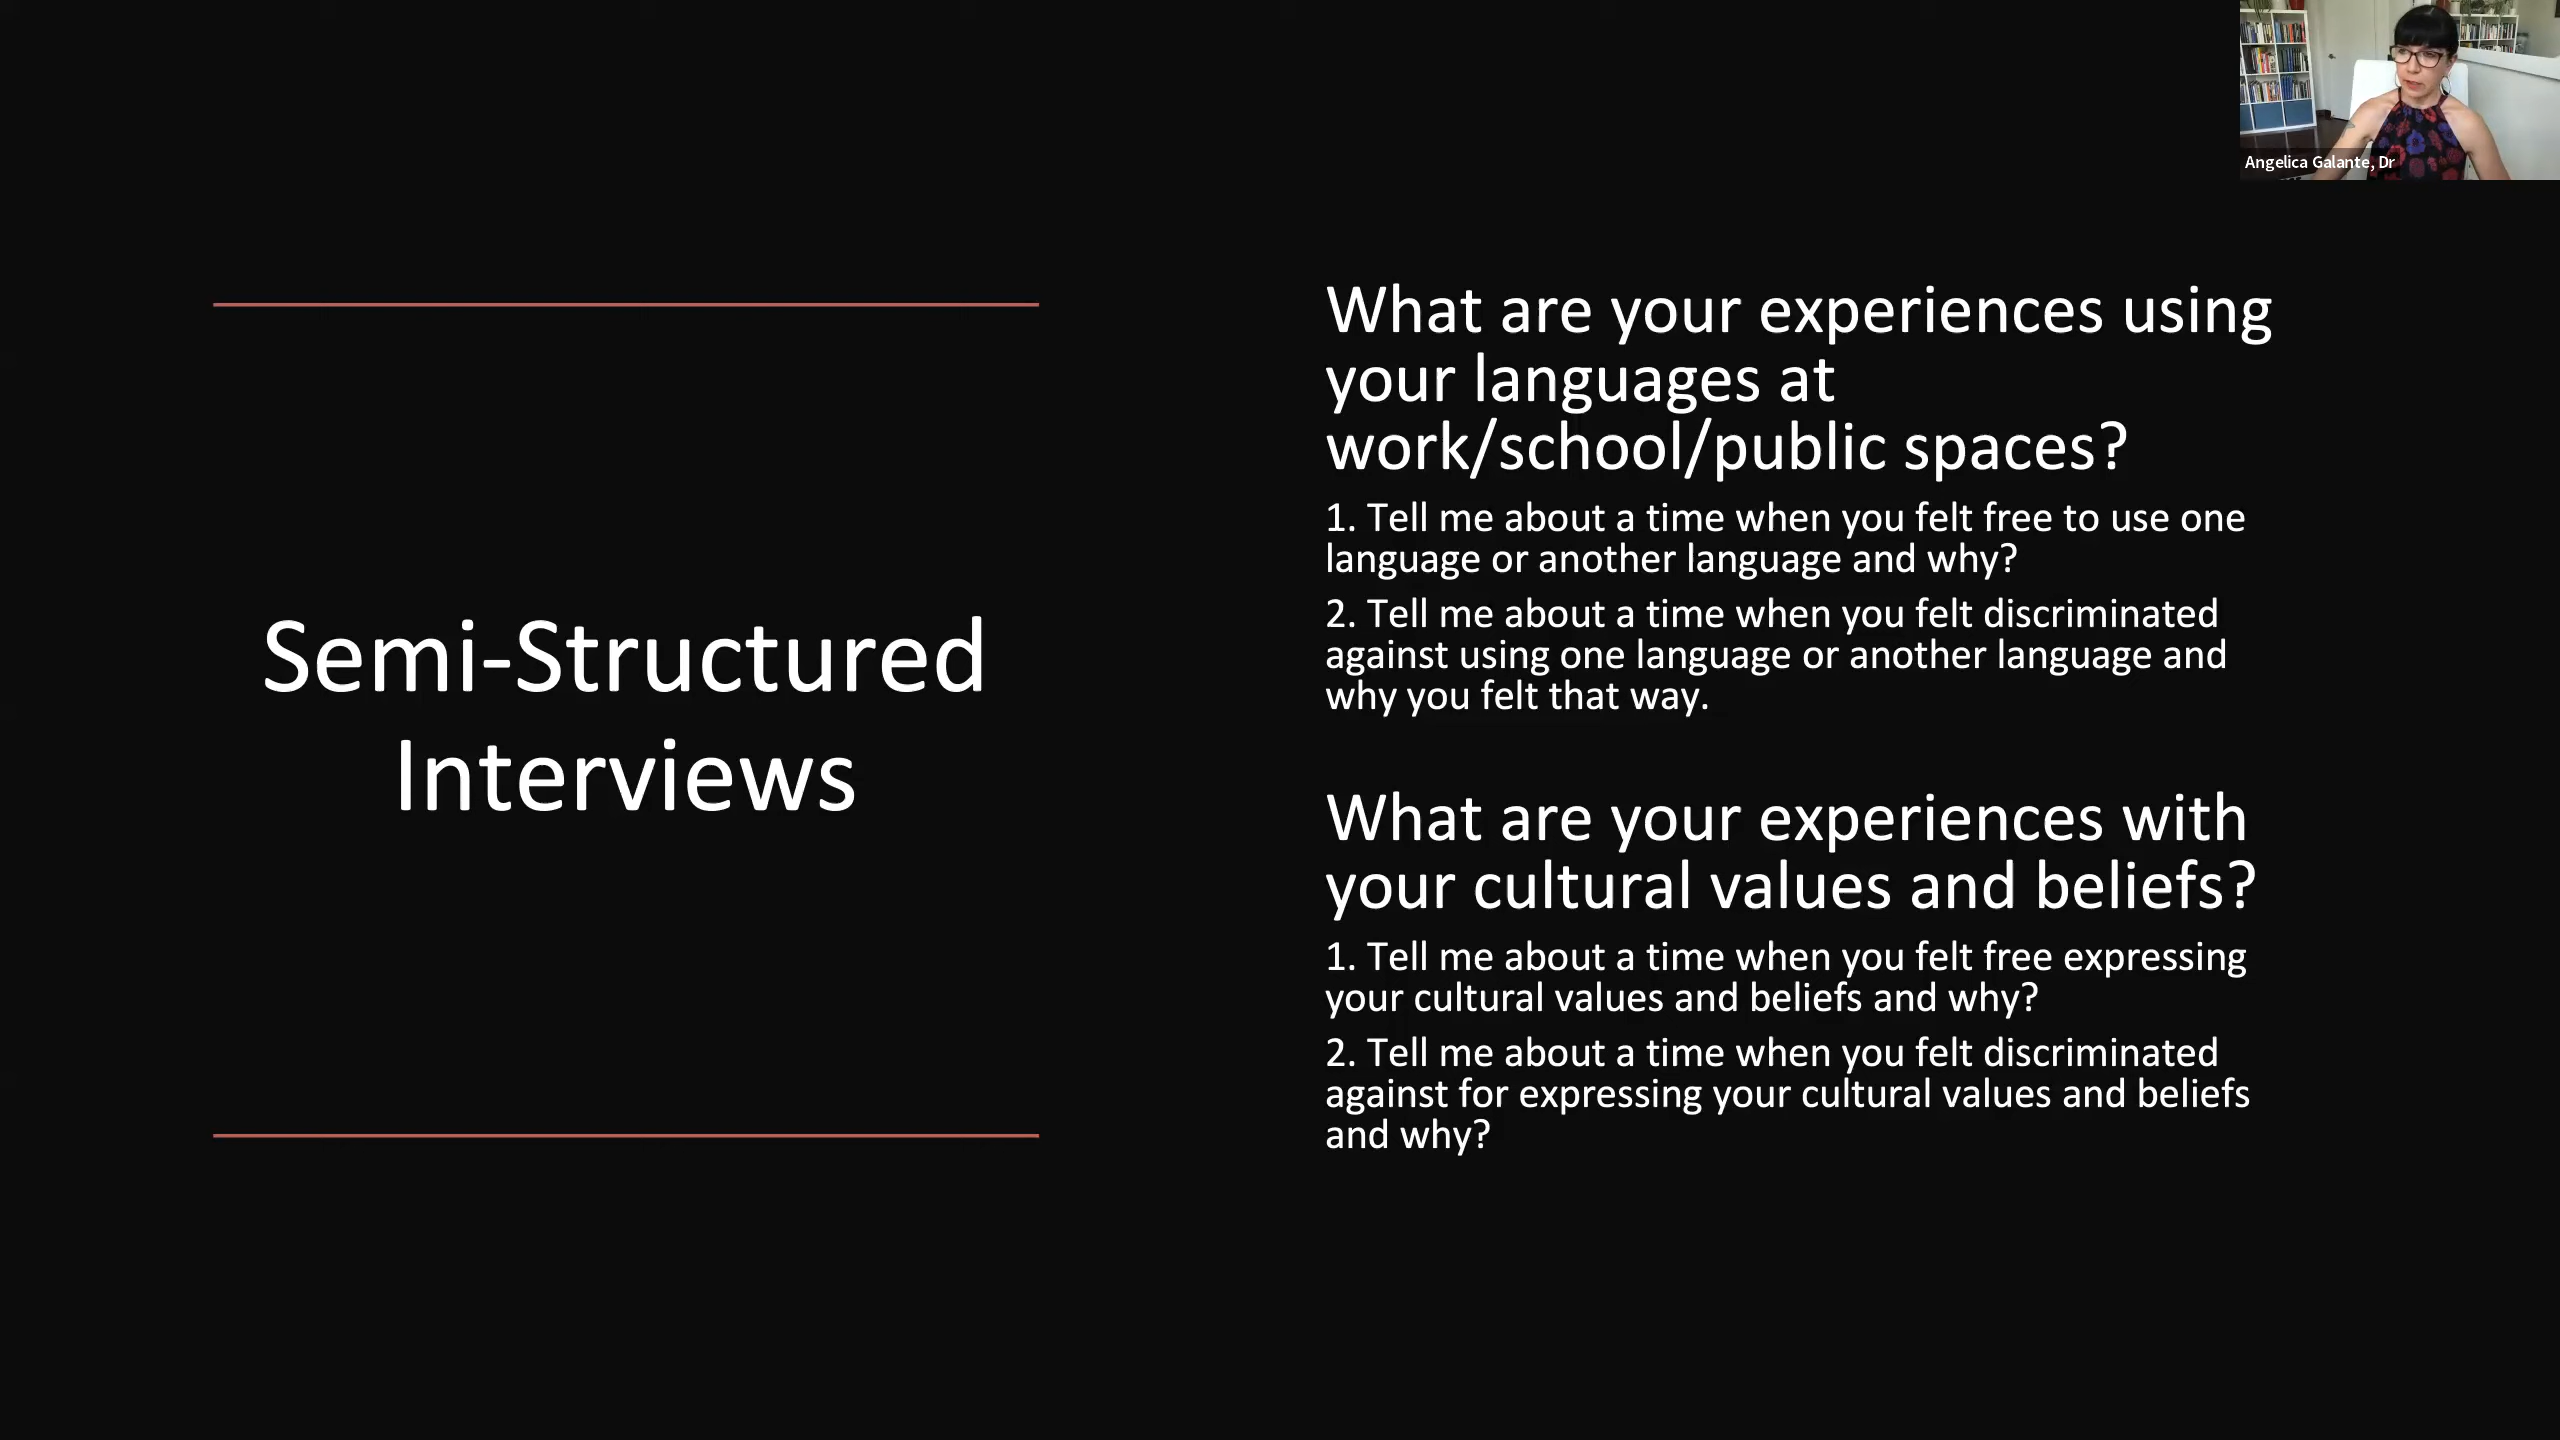 Angelica Galante, Dr
Semi-Structured
Interviews
What are your experiences using
your languages at
work/school/public spaces?
1. Tell me about a time when you felt free to use one
language or another language and why?
2. Tell me about a time when you felt discriminated
against using one language or another language and
why you felt that way.
What are your experiences with
your cultural values and beliefs?
1. Tell me about a time when you felt free expressing
your cultural values and beliefs and why?
2. Tell me about a time when you felt discriminated
against for expressing your cultural values and beliefs
and why?